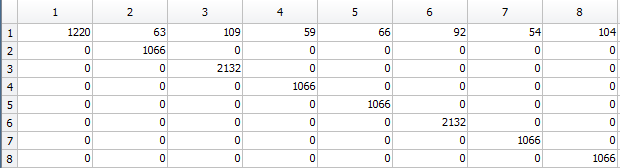 1 2 3 4 5 6 7 8
1 1220 63 109 59 66 92 54 104
2 0 1066 0 0 0 0 0 0
3 0 0 2132 0 0 0 0 0
4 0 0 0 1066 0 0 0 0
5 0 0 0 0 1066 0 0 0
6 0 0 0 0 0 2132 0 0
7 0 0 0 0 0 0 1066 0
8 0 0 0 0 0 0 0 1066